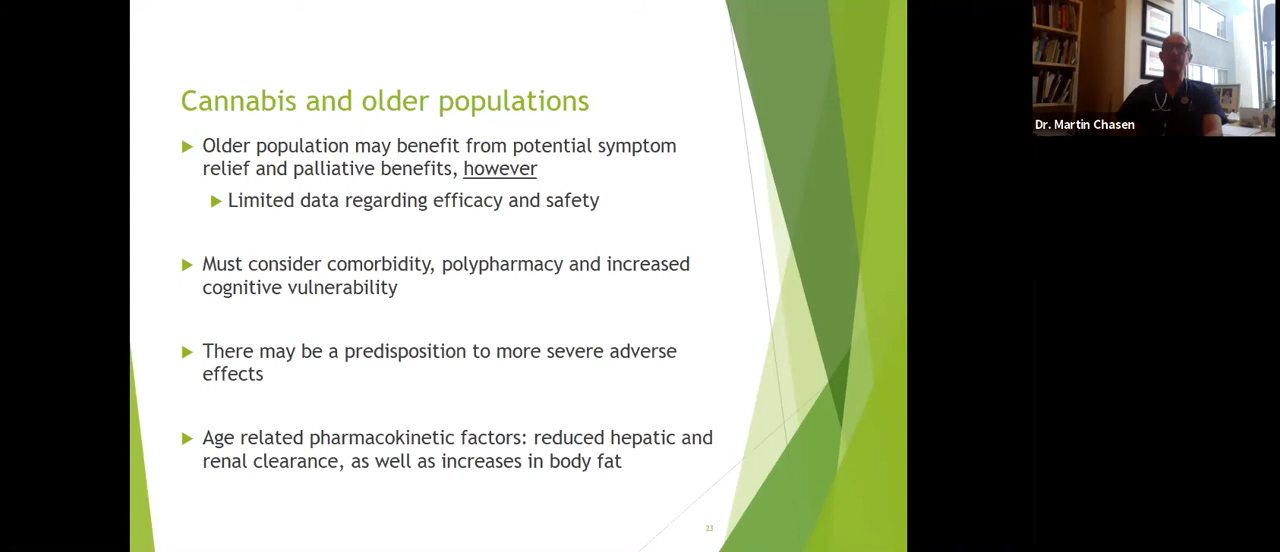 Cannabis and older populations
Older population may benefit from potential symptom
relief and palliative benefits, however
Limited data regarding efficacy and safety
Must consider comorbidity, polypharmacy and increased
cognitive vulnerability
There may be a predisposition to more severe adverse
effects
Age related pharmacokinetic factors: reduced hepatic and
renal clearance, as well as increases in body fat
23
Dr. Martin Chasen